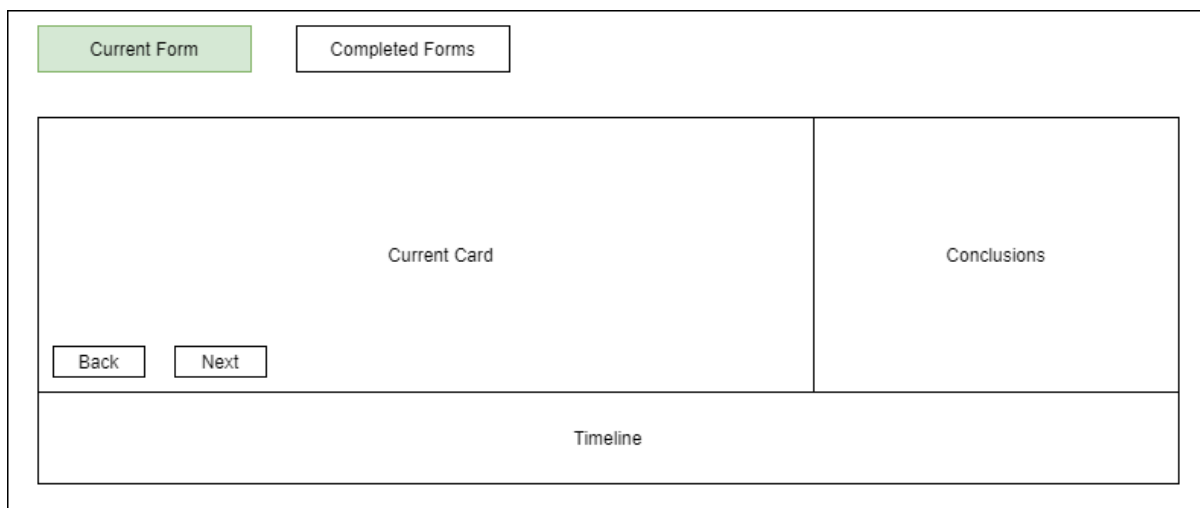 Current Form
Completed Forms
Current Card
Conclusions
Back
Next
Timeline